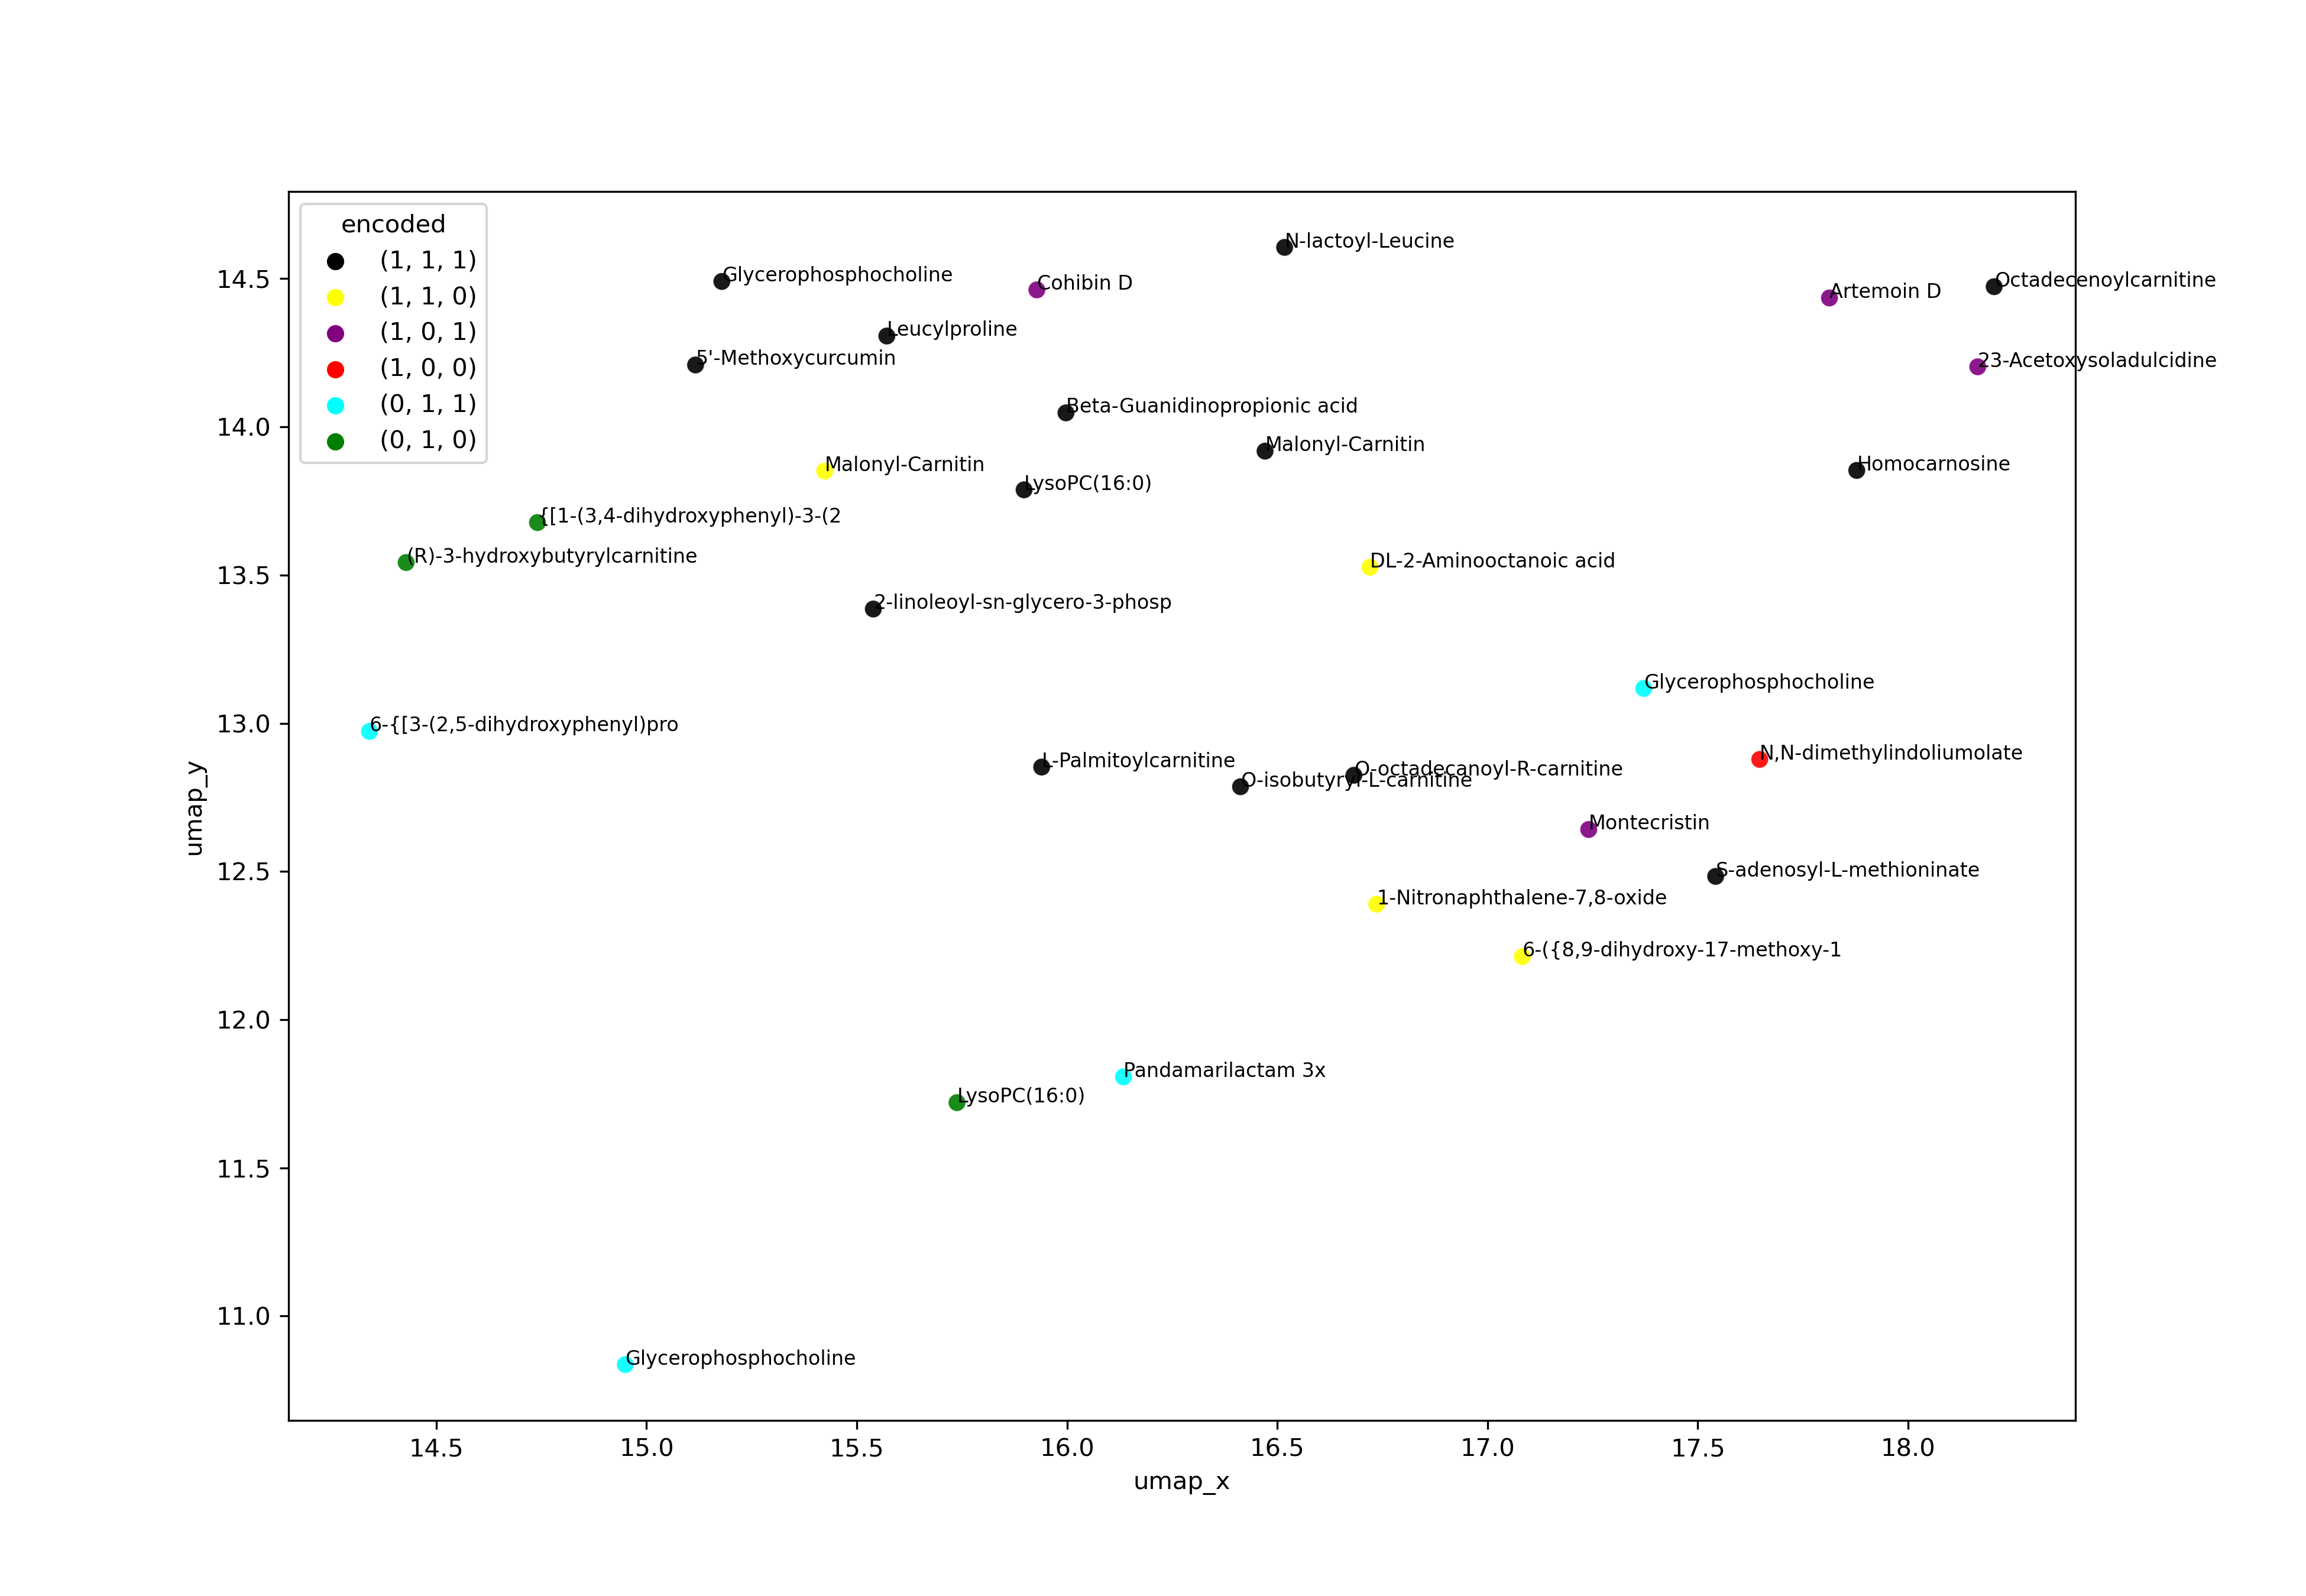 encoded
(1, 1, 1)
(1, 1, 0)
(1, 0, 1)
(1, 0, 0)
(0, 1, 1)
(0, 1, 0)
N-lactoyl-Leucine
Glycerophosphocholine
Cohibin D
Artemoin D
Octadecenoylcarnitine
Leucylproline
5'-Methoxycurcumin
23-Acetoxysoladulcidine
Beta-Guanidinopropionic acid
Malonyl-Carnitin
Malonyl-Carnitin
Homocarnosine
LysoPC(16:0)
{[1-(3,4-dihydroxyphenyl)-3-(2
(R)-3-hydroxybutyrylcarnitine
DL-2-Aminooctanoic acid
2-linoleoyl-sn-glycero-3-phosp
Glycerophosphocholine
6-{[3-(2,5-dihydroxyphenyl)pro
N,N-dimethylindoliumolate
L-Palmitoylcarnitine
O-octadecanoyl-R-carnitine
O-isobutyryl-L-carnitine
Montecristin
S-adenosyl-L-methioninate
1-Nitronaphthalene-7,8-oxide
6-({8,9-dihydroxy-17-methoxy-1
Pandamarilactam 3x
LysoPC(16:0)
Glycerophosphocholine
14.5
14.0
13.5
13.0
12.5
12.0
11.5
11.0
umap_y
14.5 15.0 15.5 16.0 16.5 17.0 17.5 18.0
umap_x